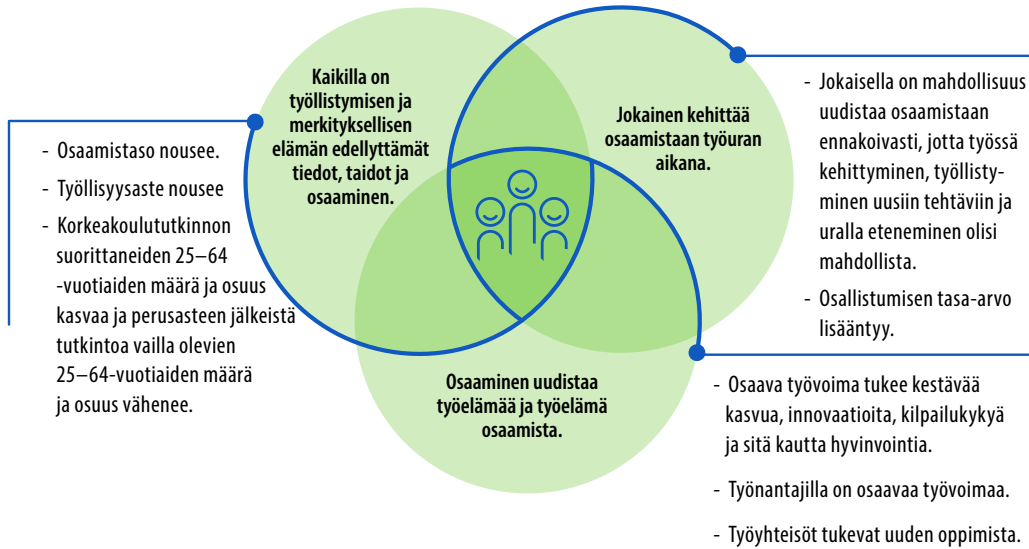 Kaikilla on
työllistymisen ja
merkityksellisen
elämän edellyttämät
tiedot, taidot ja
osaaminen.
- Osaamistaso nousee.
- Työllisyysaste nousee
- Korkeakoulututkinnon
suorittaneiden 25–64
-vuotiaiden määrä ja osuus
kasvaa ja perusasteen jälkeistä
tutkintoa vailla olevien
25–64-vuotiaiden määrä
ja osuus vähenee.
Jokainen kehittää
osaamistaan työuran
aikana.
- Jokaisella on mahdollisuus
uudistaa osaamistaan
ennakoivasti, jotta työssä
kehittyminen, työllisty-
minen uusiin tehtäviin ja
uralla eteneminen olisi
mahdollista.
- Osallistumisen tasa-arvo
lisääntyy.
Osaaminen uudistaa
työelämää ja työelämä
osaamista.
- Osaava työvoima tukee kestävää
kasvua, innovaatioita, kilpailukykyä
ja sitä kautta hyvinvointia.
- Työnantajilla on osaavaa työvoimaa.
- Työyhteisöt tukevat uuden oppimista.